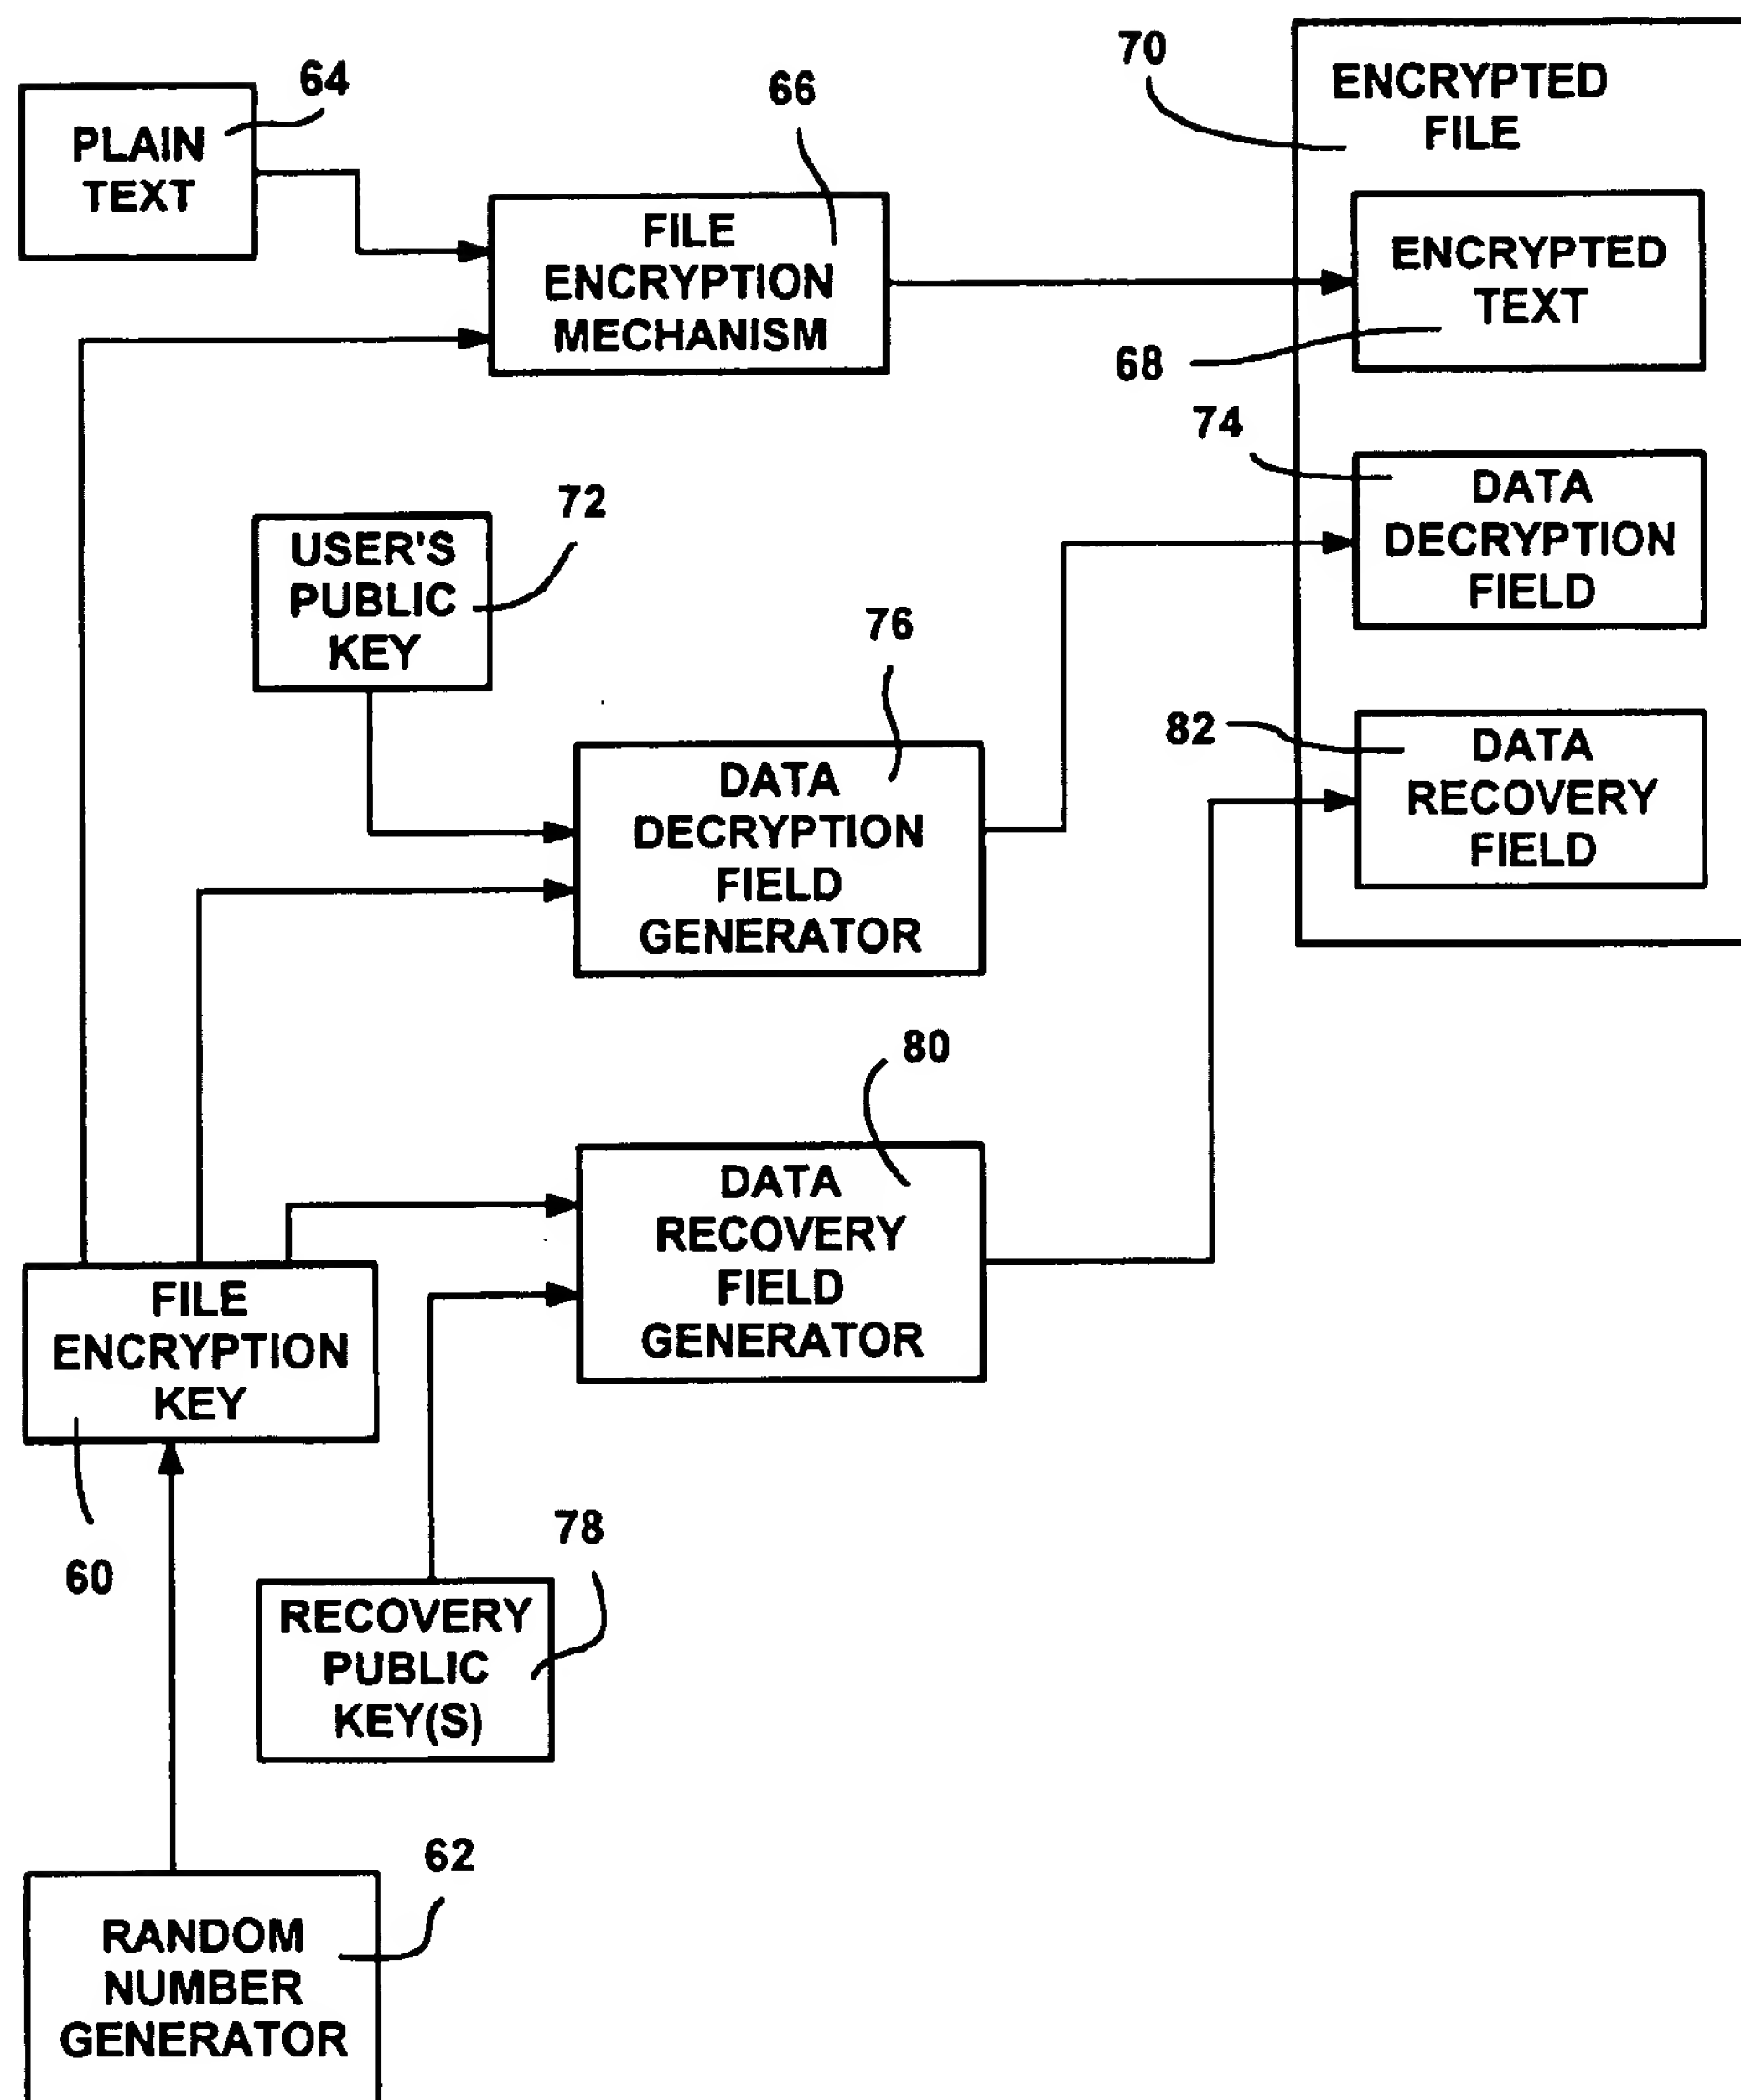 64
PLAIN
TEXT
66
FILE
ENCRYPTION
MECHANISM
70
ENCRYPTED
FILE
ENCRYPTED
TEXT
68
74
DATA
DECRYPTION
FIELD
72
USER'S
PUBLIC
KEY
76
DATA
DECRYPTION
FIELD
GENERATOR
82
DATA
RECOVERY
FIELD
80
DATA
RECOVERY
FIELD
GENERATOR
FILE
ENCRYPTION
KEY
60
78
RECOVERY
PUBLIC
KEY(S)
62
RANDOM
NUMBER
GENERATOR